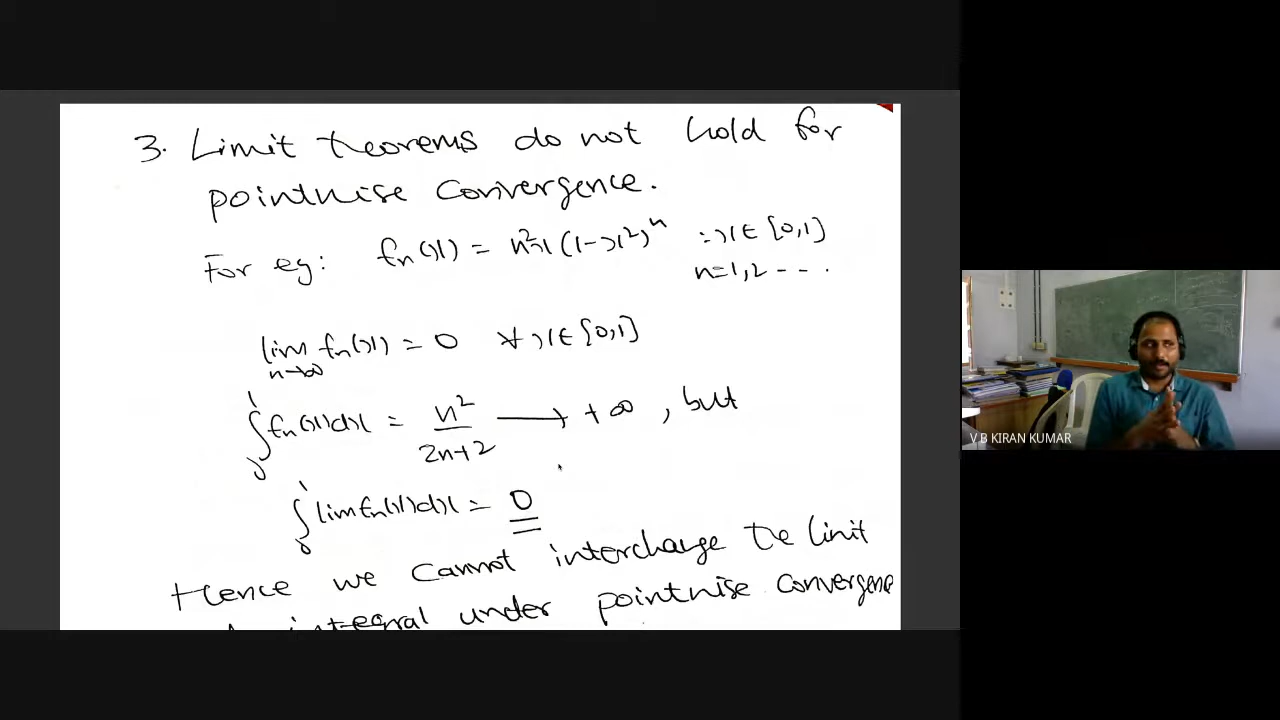 3. Limit theorems do not hold for
pointwise convergence.
For eg: fn(x) = n²x(1-x²)ⁿ ; x∈[0,1]
n=1,2 - - .
lim fn(x) = 0 ∀ x∈[0,1]
n→∞
∫₀¹ fn(x)dx = n²/(2n+2) ⟶ +∞, but
∫₀¹ lim fn(x)dx = 0
Hence we cannot interchange the limit
integral under pointwise convergence
V B KIRAN KUMAR